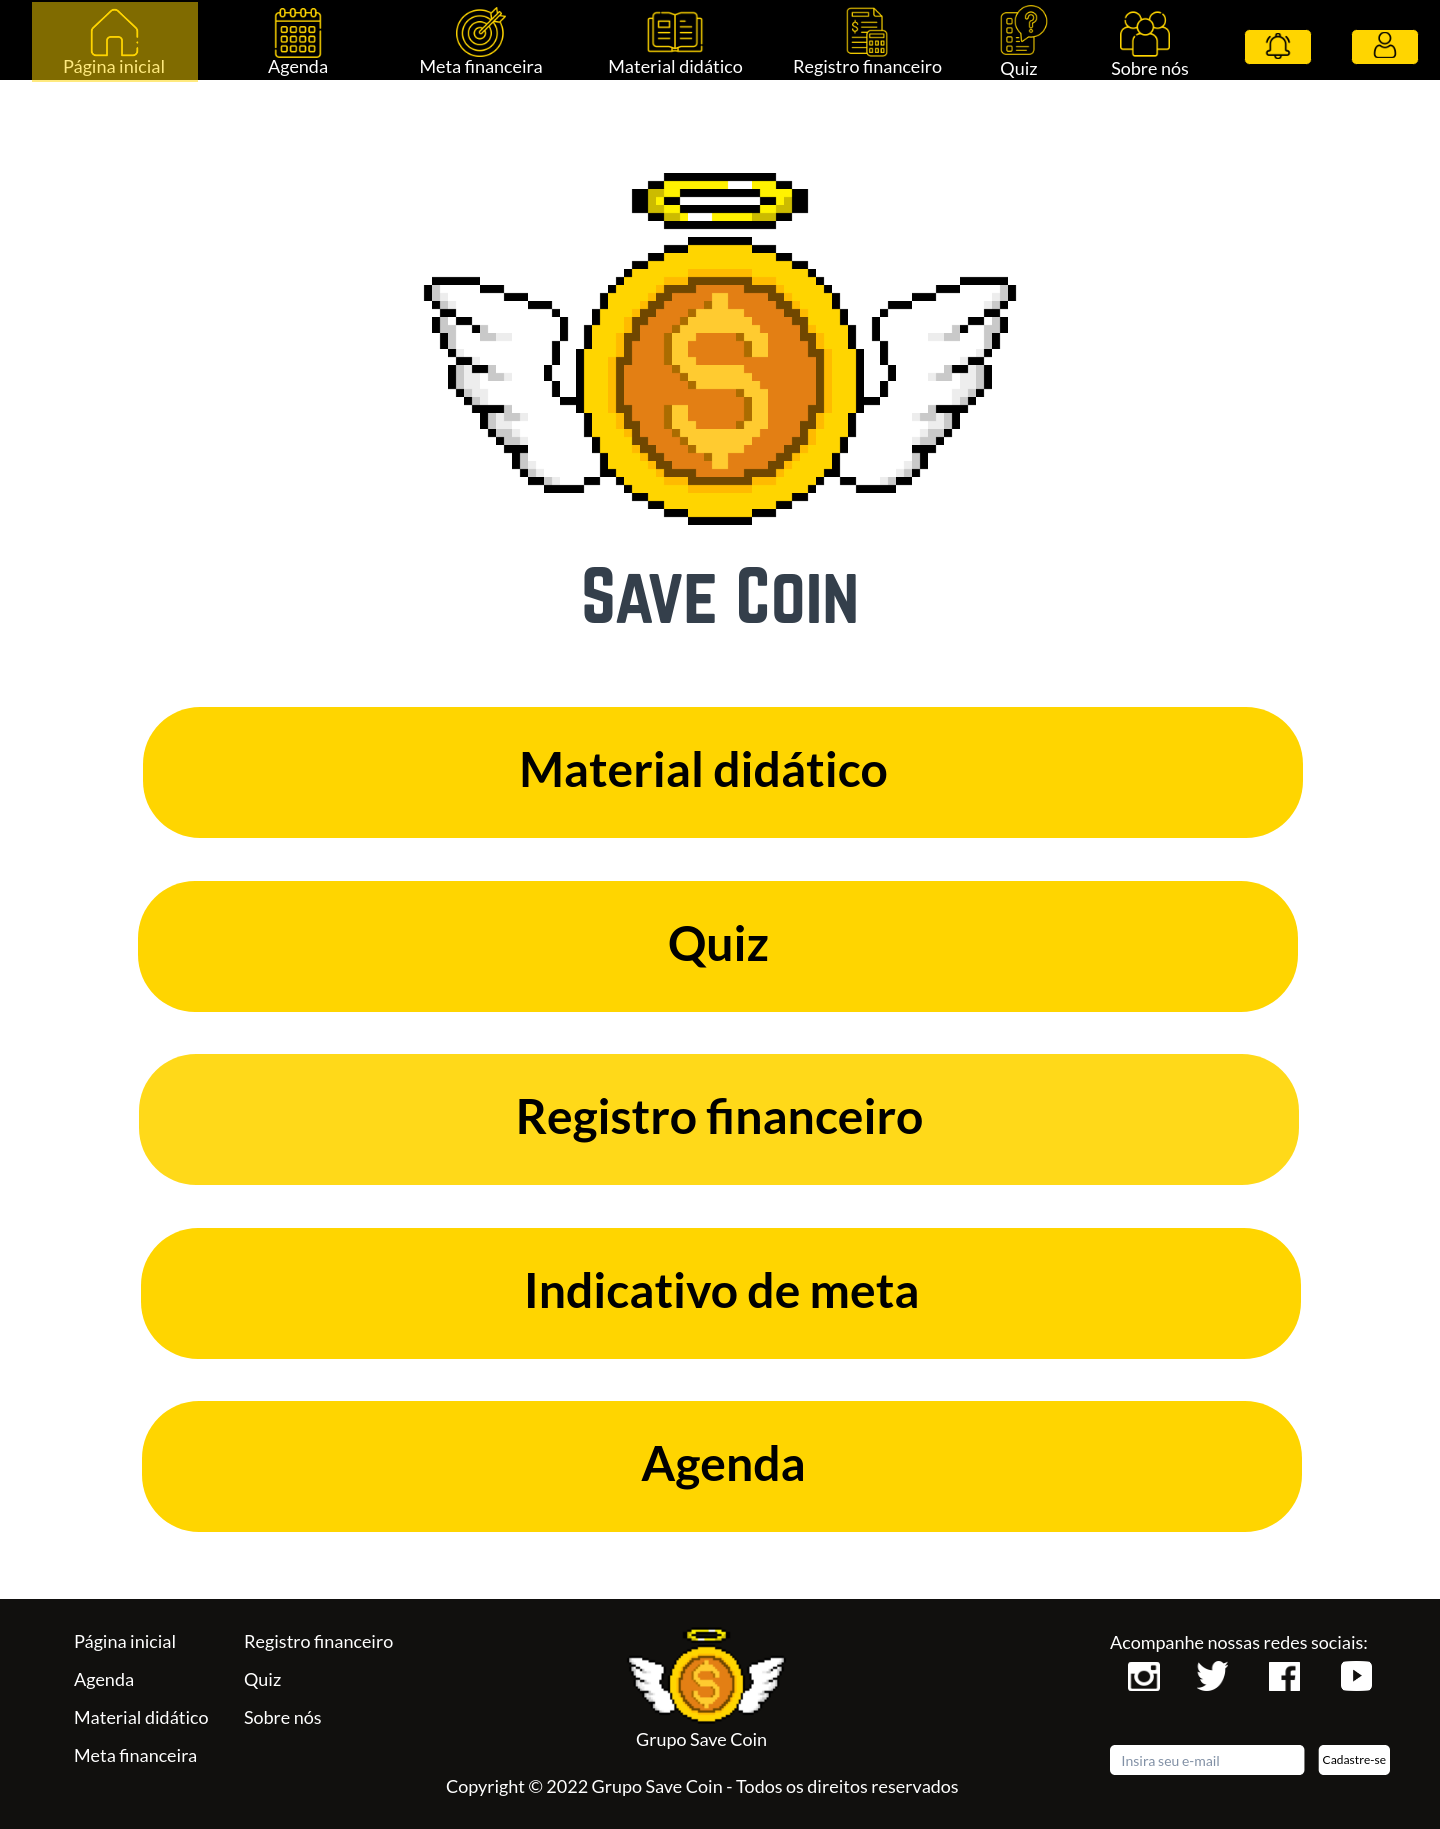 Página inicial
Agenda
Meta financeira
Material didático
Registro financeiro
Quiz
Sobre nós
Save Coin
Material didático
Quiz
Registro financeiro
Indicativo de meta
Agenda
Página inicial
Agenda
Material didático
Meta financeira
Registro financeiro
Quiz
Sobre nós
Grupo Save Coin
Copyright © 2022 Grupo Save Coin - Todos os direitos reservados
Acompanhe nossas redes sociais:
Insira seu e-mail
Cadastre-se